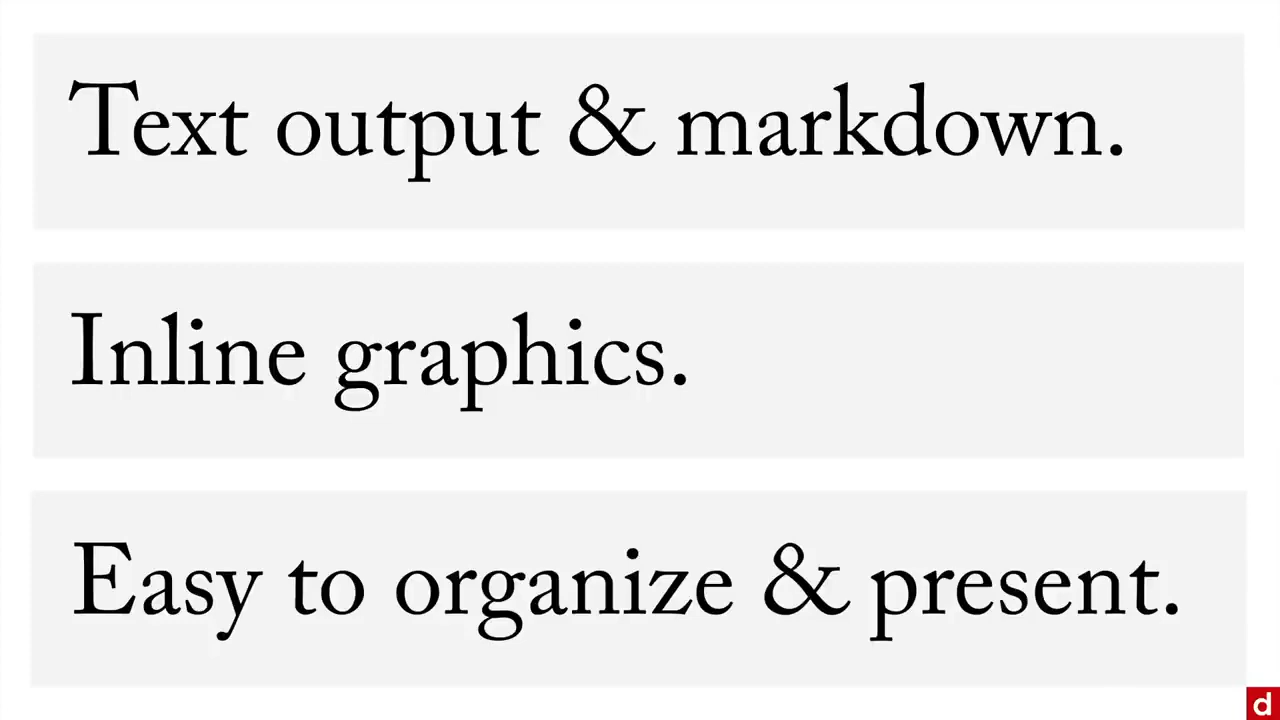 Text output & markdown.
Inline graphics.
Easy to organize & present.
d